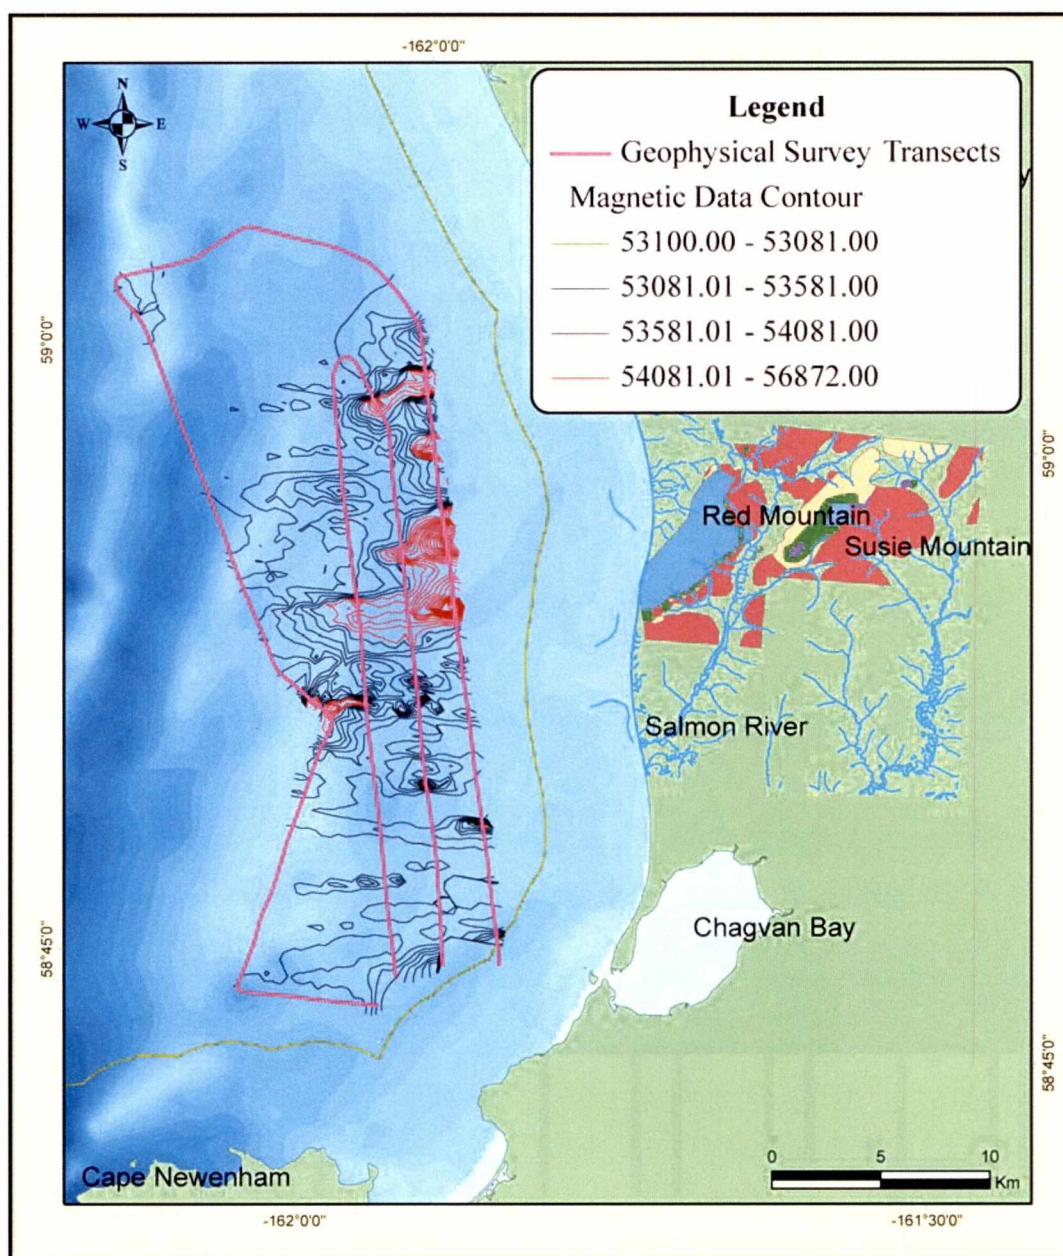 -162°0'0"
N
W E
S
Legend
Geophysical Survey Transects
Magnetic Data Contour
53100.00 - 53081.00
53081.01 - 53581.00
53581.01 - 54081.00
54081.01 - 56872.00
y
59°0'0"
59°0'0"
Red Mountain
Susie Mountain
Salmon River
Chagvan Bay
58°45'0"
58°45'0"
Cape Newenham
0 5 10
Km
-162°0'0"
-161°30'0"